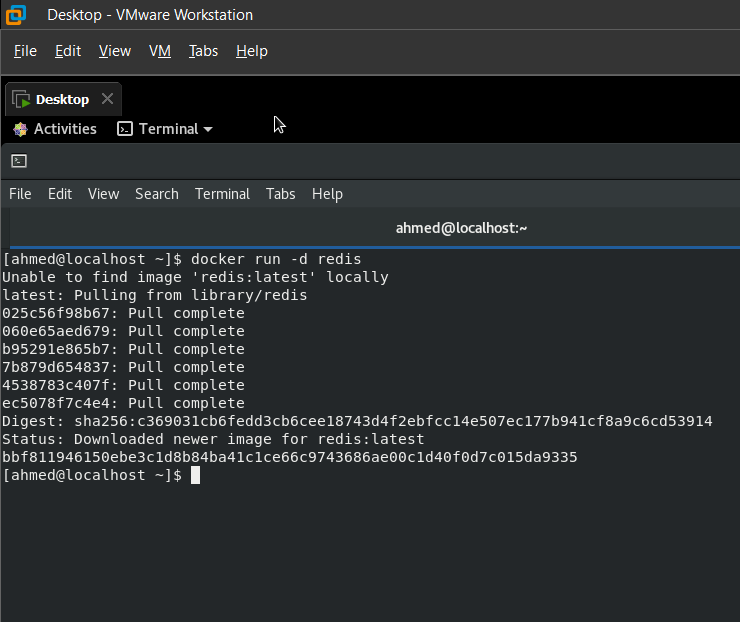 Desktop - VMware Workstation
File Edit View VM Tabs Help
Desktop
Activities Terminal
File Edit View Search Terminal Tabs Help
ahmed@localhost:~
[ahmed@localhost ~]$ docker run -d redis
Unable to find image 'redis:latest' locally
latest: Pulling from library/redis
025c56f98b67: Pull complete
060e65aed679: Pull complete
b95291e865b7: Pull complete
7b879d654837: Pull complete
4538783c407f: Pull complete
ec5078f7c4e4: Pull complete
Digest: sha256:c369031cb6fedd3cb6cee18743d4f2ebfcc14e507ec177b941cf8a9c6cd53914
Status: Downloaded newer image for redis:latest
bbf811946150ebe3c1d8b84ba41c1ce66c9743686ae00c1d40f0d7c015da9335
[ahmed@localhost ~]$